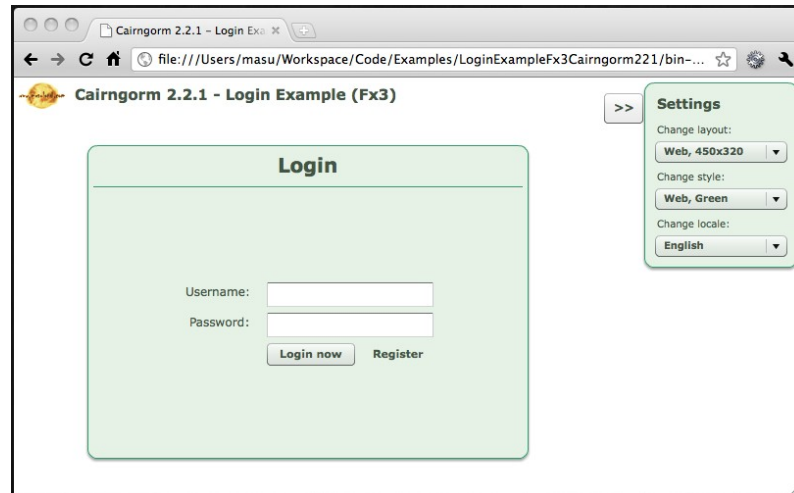 Cairngorm 2.2.1 - Login Exa
file:///Users/masu/Workspace/Code/Examples/LoginExampleFx3Cairngorm221/bin-...
Cairngorm 2.2.1 - Login Example (Fx3)
>>
Settings
Change layout:
Web, 450x320
Change style:
Web, Green
Change locale:
English
Login
Username:
Password:
Login now
Register